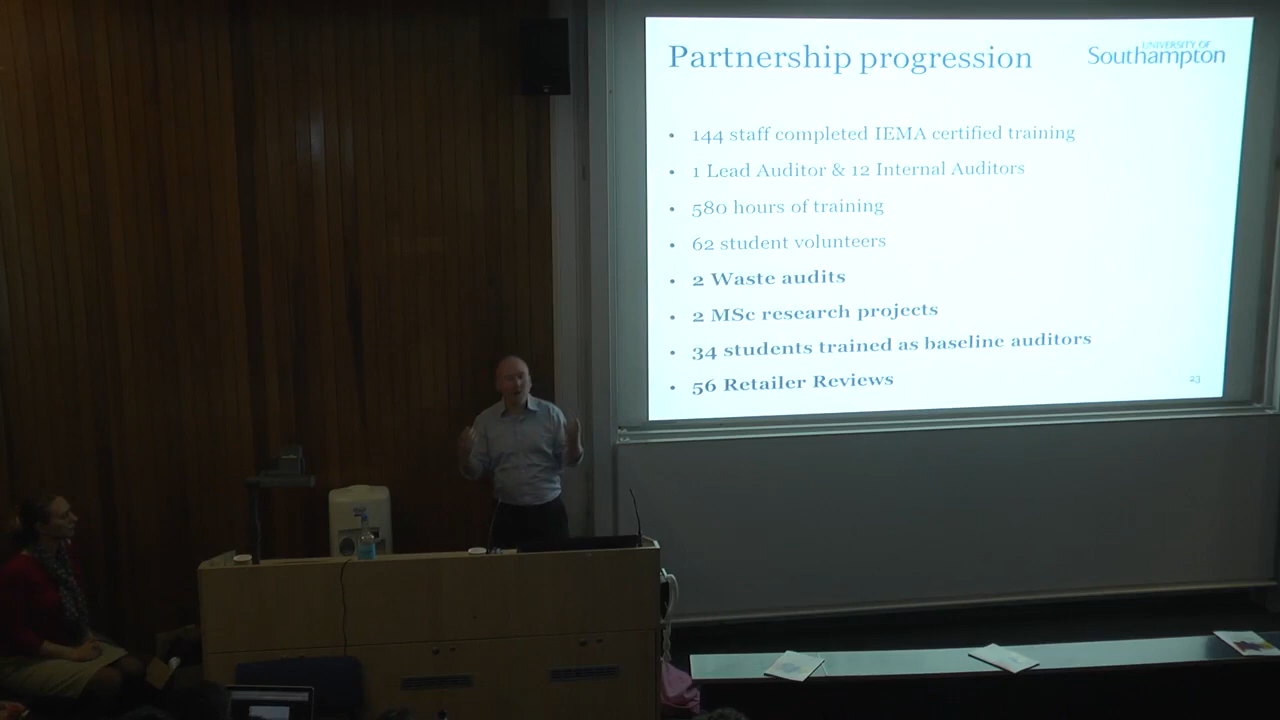 Partnership progression
UNIVERSITY OF
Southampton
• 144 staff completed IEMA certified training
• 1 Lead Auditor & 12 Internal Auditors
• 580 hours of training
• 62 student volunteers
• 2 Waste audits
• 2 MSc research projects
• 34 students trained as baseline auditors
• 56 Retailer Reviews
23